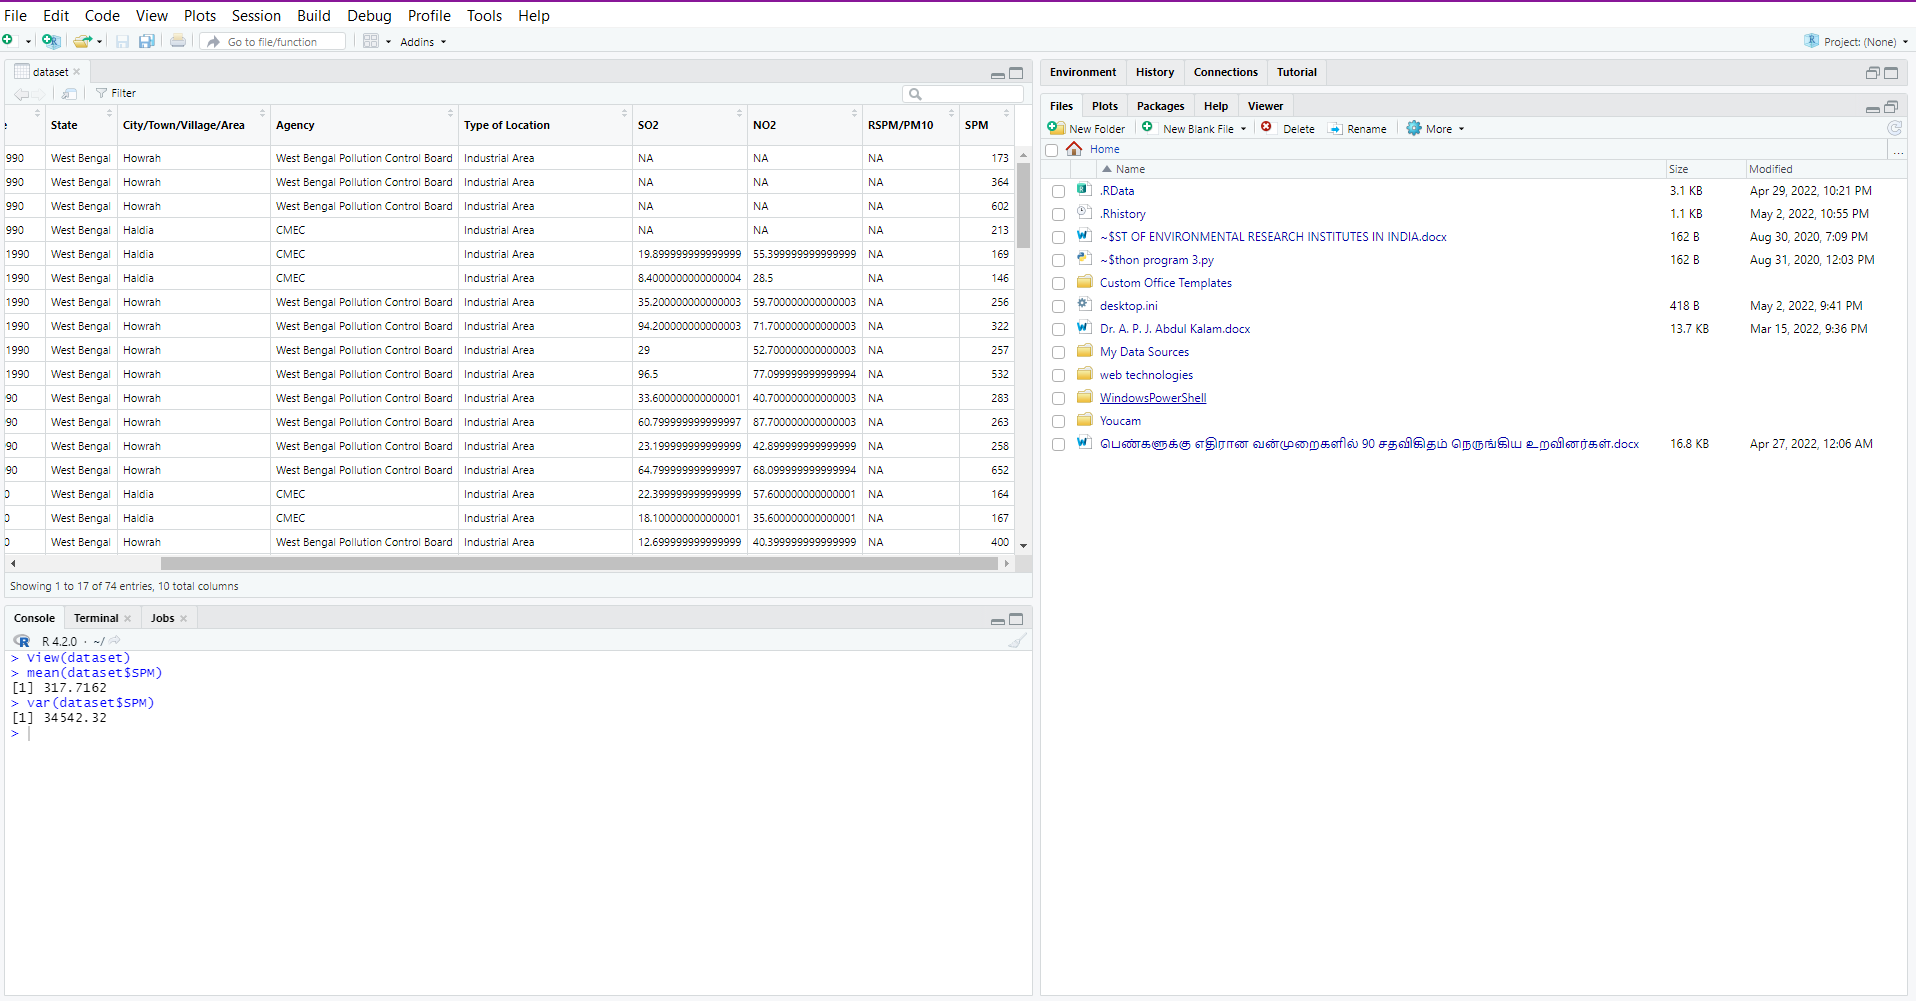 File Edit Code View Plots Session Build Debug Profile Tools Help
Go to file/function Addins Project: (None)
dataset
Filter
State City/Town/Village/Area Agency Type of Location SO2 NO2 RSPM/PM10 SPM
990 West Bengal Howrah West Bengal Pollution Control Board Industrial Area NA NA NA 173
990 West Bengal Howrah West Bengal Pollution Control Board Industrial Area NA NA NA 364
990 West Bengal Howrah West Bengal Pollution Control Board Industrial Area NA NA NA 602
990 West Bengal Haldia CMEC Industrial Area NA NA NA 213
1990 West Bengal Haldia CMEC Industrial Area 19.899999999999999 55.399999999999999 NA 169
1990 West Bengal Haldia CMEC Industrial Area 8.4000000000000004 28.5 NA 146
1990 West Bengal Howrah West Bengal Pollution Control Board Industrial Area 35.200000000000003 59.700000000000003 NA 256
1990 West Bengal Howrah West Bengal Pollution Control Board Industrial Area 94.200000000000003 71.700000000000003 NA 322
1990 West Bengal Howrah West Bengal Pollution Control Board Industrial Area 29 52.700000000000003 NA 257
1990 West Bengal Howrah West Bengal Pollution Control Board Industrial Area 96.5 77.099999999999994 NA 532
90 West Bengal Howrah West Bengal Pollution Control Board Industrial Area 33.600000000000001 40.700000000000003 NA 283
90 West Bengal Howrah West Bengal Pollution Control Board Industrial Area 60.799999999999997 87.700000000000003 NA 263
90 West Bengal Howrah West Bengal Pollution Control Board Industrial Area 23.199999999999999 42.899999999999999 NA 258
90 West Bengal Howrah West Bengal Pollution Control Board Industrial Area 64.799999999999997 68.099999999999994 NA 652
0 West Bengal Haldia CMEC Industrial Area 22.399999999999999 57.600000000000001 NA 164
0 West Bengal Haldia CMEC Industrial Area 18.100000000000001 35.600000000000001 NA 167
0 West Bengal Howrah West Bengal Pollution Control Board Industrial Area 12.699999999999999 40.399999999999999 NA 400
Showing 1 to 17 of 74 entries, 10 total columns
Console Terminal Jobs
R 4.2.0 · ~/
> View(dataset)
> mean(dataset$SPM)
[1] 317.7162
> var(dataset$SPM)
[1] 34542.32
>
Environment History Connections Tutorial
Files Plots Packages Help Viewer
New Folder New Blank File Delete Rename More
Home ...
Name Size Modified
.RData 3.1 KB Apr 29, 2022, 10:21 PM
.Rhistory 1.1 KB May 2, 2022, 10:55 PM
~$ST OF ENVIRONMENTAL RESEARCH INSTITUTES IN INDIA.docx 162 B Aug 30, 2020, 7:09 PM
~$thon program 3.py 162 B Aug 31, 2020, 12:03 PM
Custom Office Templates
desktop.ini 418 B May 2, 2022, 9:41 PM
Dr. A. P. J. Abdul Kalam.docx 13.7 KB Mar 15, 2022, 9:36 PM
My Data Sources
web technologies
WindowsPowerShell
Youcam
பெண்களுக்கு எதிரான வன்முறைகளில் 90 சதவிகிதம் நெருங்கிய உறவினர்கள்.docx 16.8 KB Apr 27, 2022, 12:06 AM